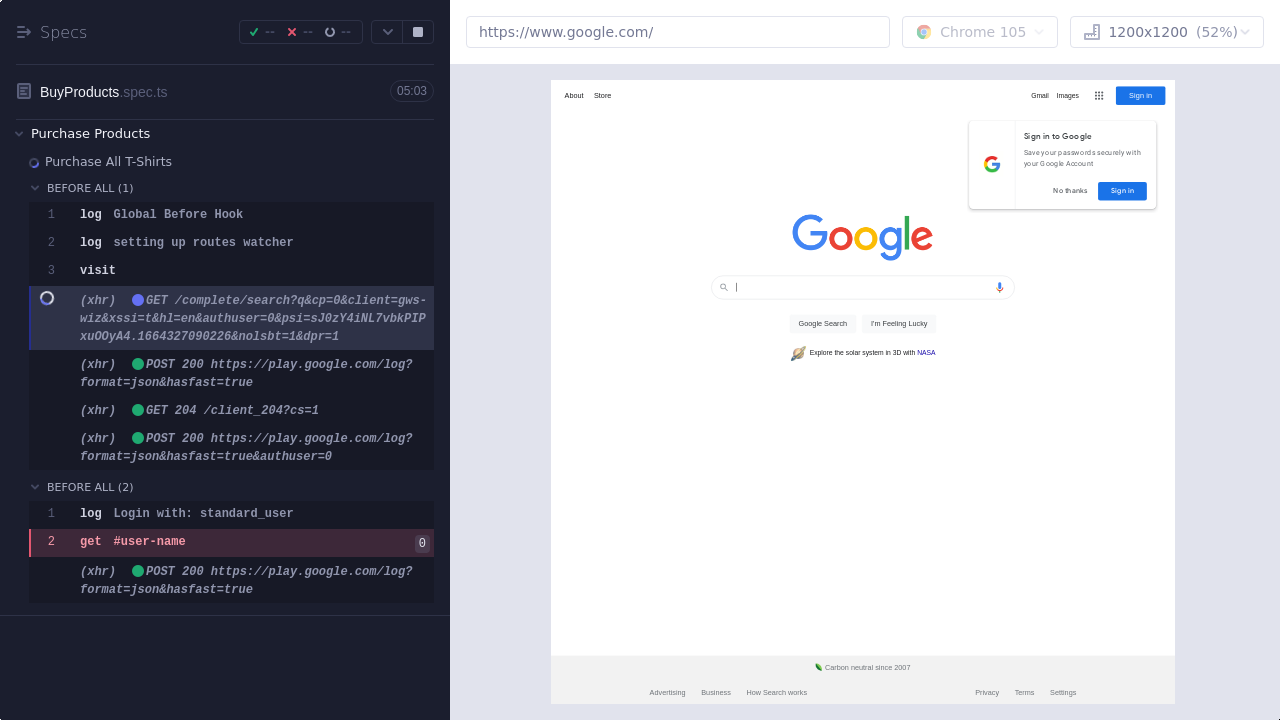 Specs
--
--
--
https://www.google.com/
Chrome 105
1200x1200 (52%)
BuyProducts.spec.ts
05:03
Purchase Products
Purchase All T-Shirts
BEFORE ALL (1)
1 log Global Before Hook
2 log setting up routes watcher
3 visit
(xhr) GET /complete/search?q&cp=0&client=gws-
wiz&xssi=t&hl=en&authuser=0&psi=sJ0zY4iNL7vbkPIP
xuOOyA4.1664327090226&nolsbt=1&dpr=1
(xhr) POST 200 https://play.google.com/log?
format=json&hasfast=true
(xhr) GET 204 /client_204?cs=1
(xhr) POST 200 https://play.google.com/log?
format=json&hasfast=true&authuser=0
BEFORE ALL (2)
1 log Login with: standard_user
2 get #user-name 0
(xhr) POST 200 https://play.google.com/log?
format=json&hasfast=true
About Store
Gmail Images Sign in
Sign in to Google
Save your passwords securely with
your Google Account
No thanks Sign in
Google
Google Search I'm Feeling Lucky
Explore the solar system in 3D with NASA
Carbon neutral since 2007
Advertising Business How Search works Privacy Terms Settings